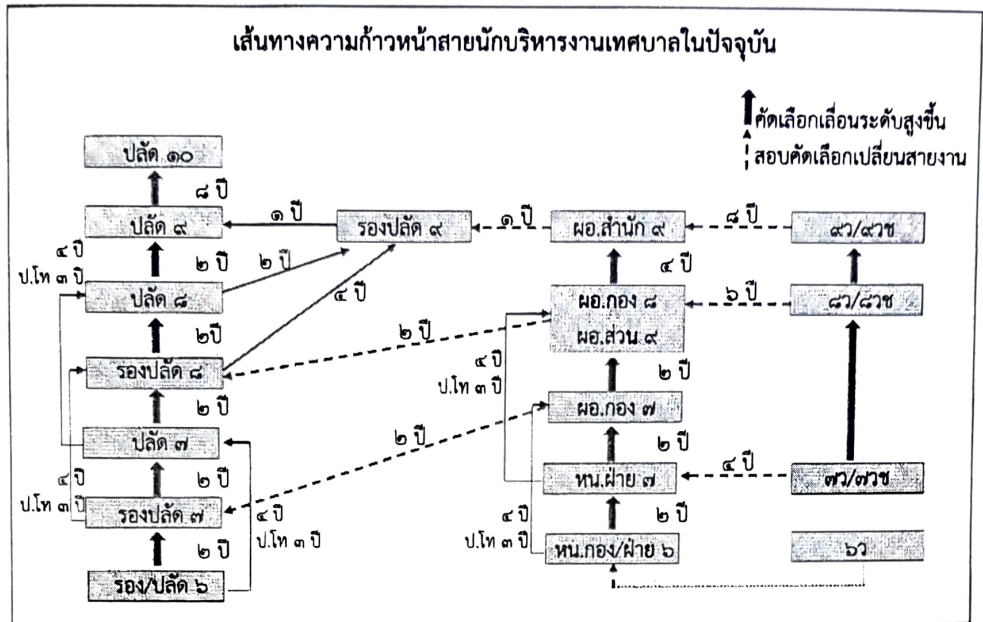 เส้นทางความก้าวหน้าสายนักบริหารงานเทศบาลในปัจจุบัน
คัดเลือกเลื่อนระดับสูงขึ้น
สอบคัดเลือกเปลี่ยนสายงาน
ปลัด ๑๐
๘ ปี
ปลัด ๙
๑ ปี
รองปลัด ๙
๑ ปี
ผอ.สำนัก ๙
๘ ปี
๙ว/๙วช
๔ ปี
ป.โท ๓ ปี
๒ ปี
๒ ปี
๔ ปี
๔ ปี
ปลัด ๘
ผอ.กอง ๘
ผอ.ส่วน ๙
๖ ปี
๘ว/๘วช
๒ปี
๒ ปี
รองปลัด ๘
๔ ปี
ป.โท ๓ ปี
๒ ปี
๒ ปี
ผอ.กอง ๗
ปลัด ๗
๒ ปี
๒ ปี
๔ ปี
ป.โท ๓ ปี
๒ ปี
หน.ฝ่าย ๗
๔ ปี
๗ว/๗วช
รองปลัด ๗
๒ ปี
๔ ปี
ป.โท ๓ ปี
๔ ปี
ป.โท ๓ ปี
๒ ปี
หน.กอง/ฝ่าย ๖
๖ว
รอง/ปลัด ๖